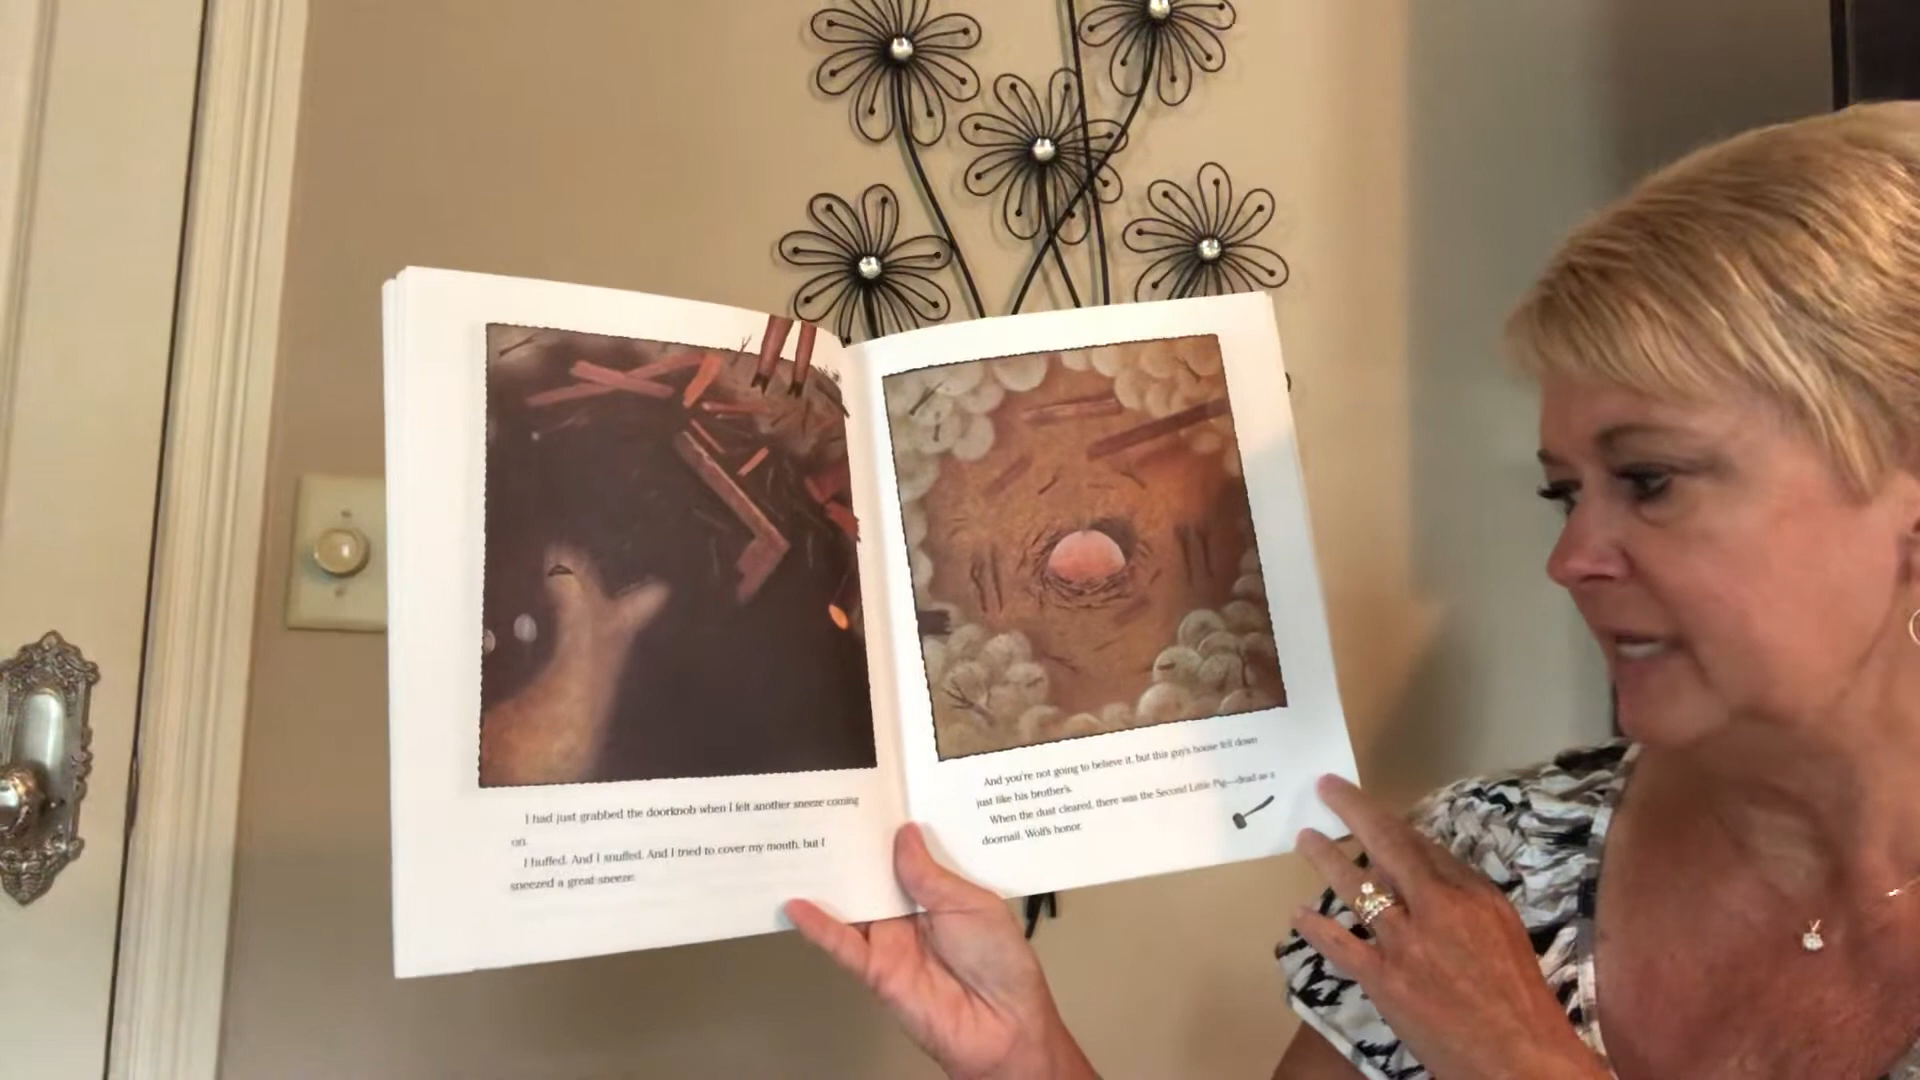 I had just grabbed the doorknob when I felt another sneeze coming
on.
I huffed. And I snuffed. And I tried to cover my mouth, but I
sneezed a great sneeze.
And you're not going to believe it, but this guy's house fell down
just like his brother's.
When the dust cleared, there was the Second Little Pig—dead as a
doornail. Wolf's honor.